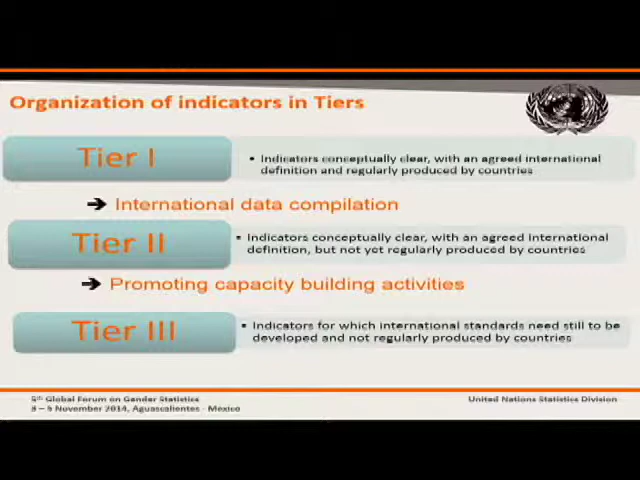 Organization of indicators in Tiers
Tier I
• Indicators conceptually clear, with an agreed international
definition and regularly produced by countries
➔ International data compilation
Tier II
• Indicators conceptually clear, with an agreed international
definition, but not yet regularly produced by countries
➔ Promoting capacity building activities
Tier III
• Indicators for which international standards need still to be
developed and not regularly produced by countries
5th Global Forum on Gender Statistics
3 – 5 November 2014, Aguascalientes - Mexico
United Nations Statistics Division